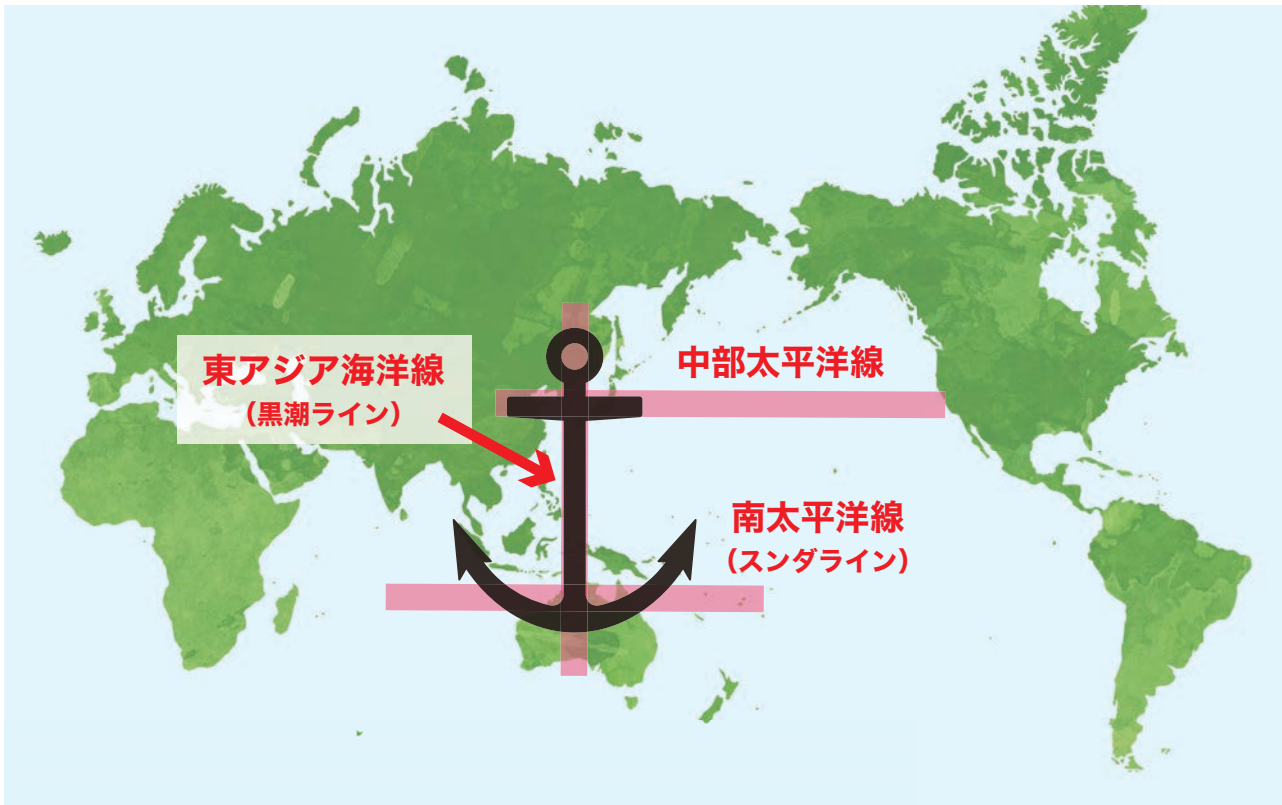 東アジア海洋線
（黒潮ライン）
中部太平洋線
南太平洋線
（スンダライン）